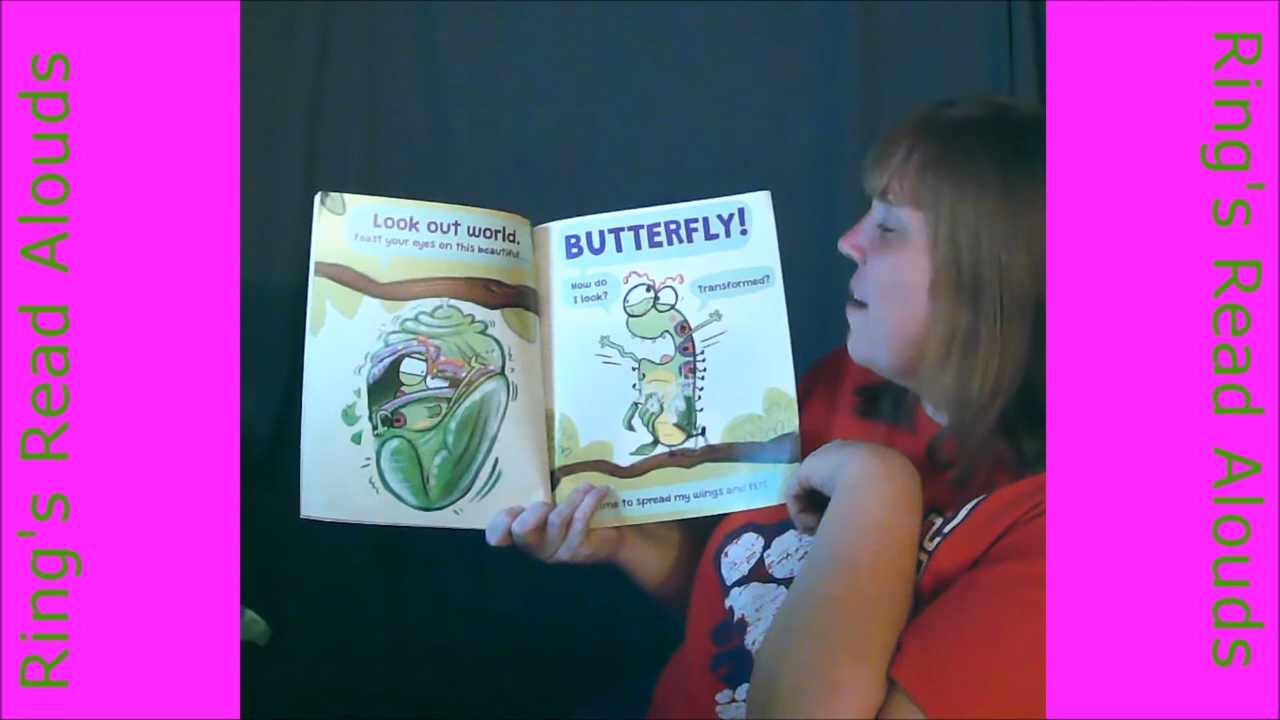 Ring's Read Alouds
Look out world,
feast your eyes on this beautiful...
BUTTERFLY!
How do
I look?
Transformed?
to spread my wings and FLY!
Ring's Read Alouds